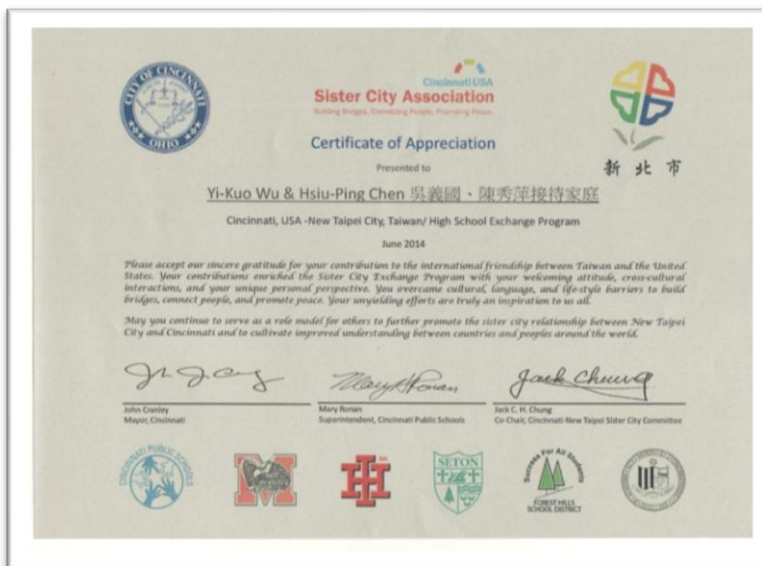 CITY OF CINCINNATI
OHIO
Cincinnati USA
Sister City Association
Building Bridges, Connecting People, Promoting Peace.
新北市
Certificate of Appreciation
Presented to
Yi-Kuo Wu & Hsiu-Ping Chen 吳義國、陳秀萍接待家庭
Cincinnati, USA -New Taipei City, Taiwan/ High School Exchange Program
June 2014
Please accept our sincere gratitude for your contribution to the international friendship between Taiwan and the United
States. Your contributions enriched the Sister City Exchange Program with your welcoming attitude, cross-cultural
interactions, and your unique personal perspective. You overcame cultural, language, and life-style barriers to build
bridges, connect people, and promote peace. Your unyielding efforts are truly an inspiration to us all.
May you continue to serve as a role model for others to further promote the sister city relationship between New Taipei
City and Cincinnati and to cultivate improved understanding between countries and peoples around the world.
Mary Ronan
Jack Cheung
John Cranley
Mayor, Cincinnati
Mary Ronan
Superintendent, Cincinnati Public Schools
Jack C. H. Chung
Co-Chair, Cincinnati-New Taipei Sister City Committee
CINCINNATI PUBLIC SCHOOLS
M
SETON
Success For All Students
FOREST HILLS
SCHOOL DISTRICT